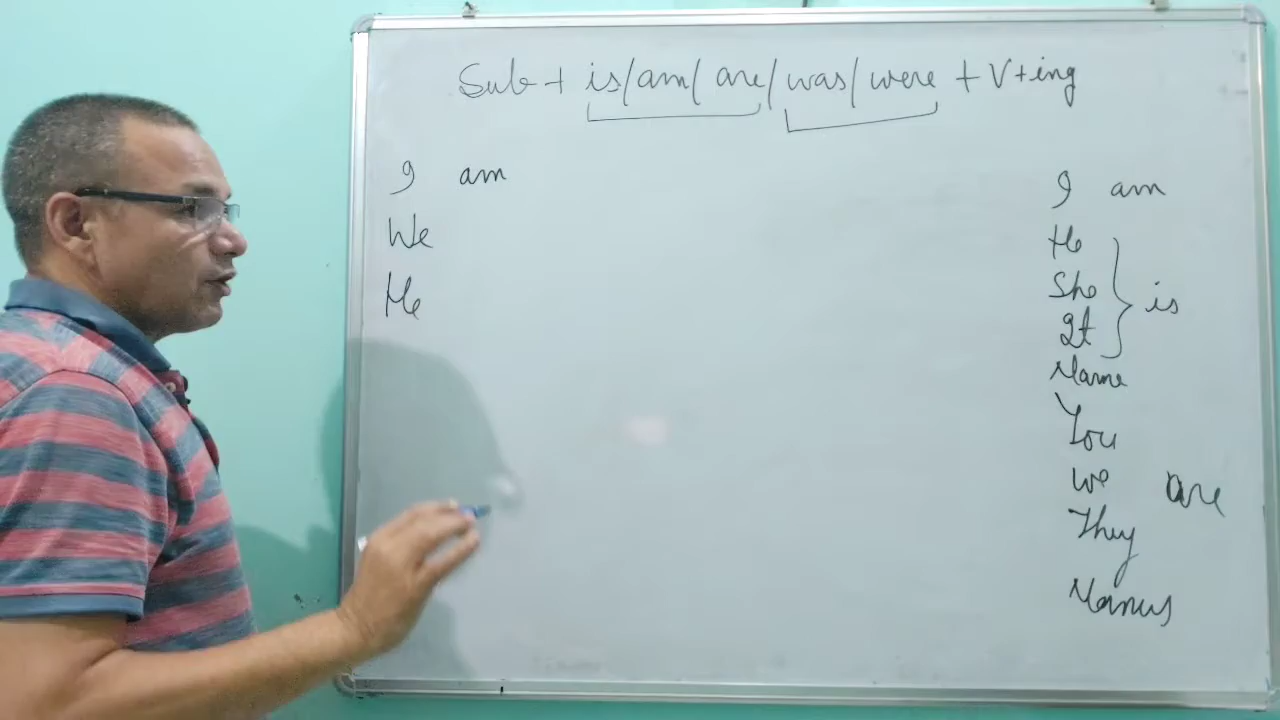 Sub + is/am/are/was/were + V+ing
I am
We
He
I am
He
She
It
is
Name
You
We
are
They
Names